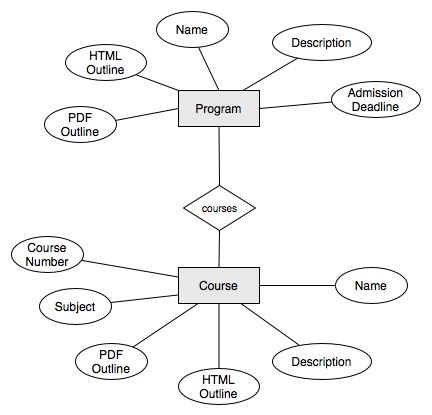 Name
Description
HTML
Outline
Admission
Deadline
PDF
Outline
Program
courses
Course
Number
Course
Name
Subject
PDF
Outline
Description
HTML
Outline